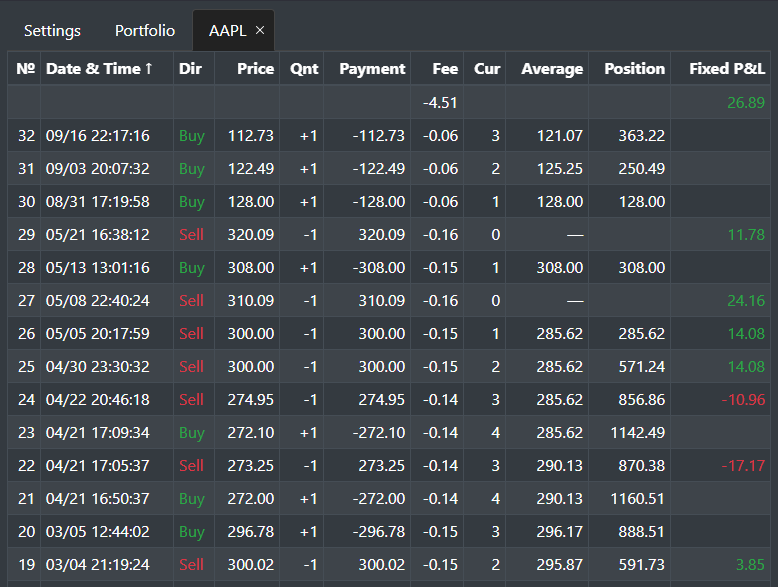 Settings Portfolio AAPL ×
№ Date & Time ↑ Dir Price Qnt Payment Fee Cur Average Position Fixed P&L
-4.51 26.89
32 09/16 22:17:16 Buy 112.73 +1 -112.73 -0.06 3 121.07 363.22
31 09/03 20:07:32 Buy 122.49 +1 -122.49 -0.06 2 125.25 250.49
30 08/31 17:19:58 Buy 128.00 +1 -128.00 -0.06 1 128.00 128.00
29 05/21 16:38:12 Sell 320.09 -1 320.09 -0.16 0 — 11.78
28 05/13 13:01:16 Buy 308.00 +1 -308.00 -0.15 1 308.00 308.00
27 05/08 22:40:24 Sell 310.09 -1 310.09 -0.16 0 — 24.16
26 05/05 20:17:59 Sell 300.00 -1 300.00 -0.15 1 285.62 285.62 14.08
25 04/30 23:30:32 Sell 300.00 -1 300.00 -0.15 2 285.62 571.24 14.08
24 04/22 20:46:18 Sell 274.95 -1 274.95 -0.14 3 285.62 856.86 -10.96
23 04/21 17:09:34 Buy 272.10 +1 -272.10 -0.14 4 285.62 1142.49
22 04/21 17:05:37 Sell 273.25 -1 273.25 -0.14 3 290.13 870.38 -17.17
21 04/21 16:50:37 Buy 272.00 +1 -272.00 -0.14 4 290.13 1160.51
20 03/05 12:44:02 Buy 296.78 +1 -296.78 -0.15 3 296.17 888.51
19 03/04 21:19:24 Sell 300.02 -1 300.02 -0.15 2 295.87 591.73 3.85